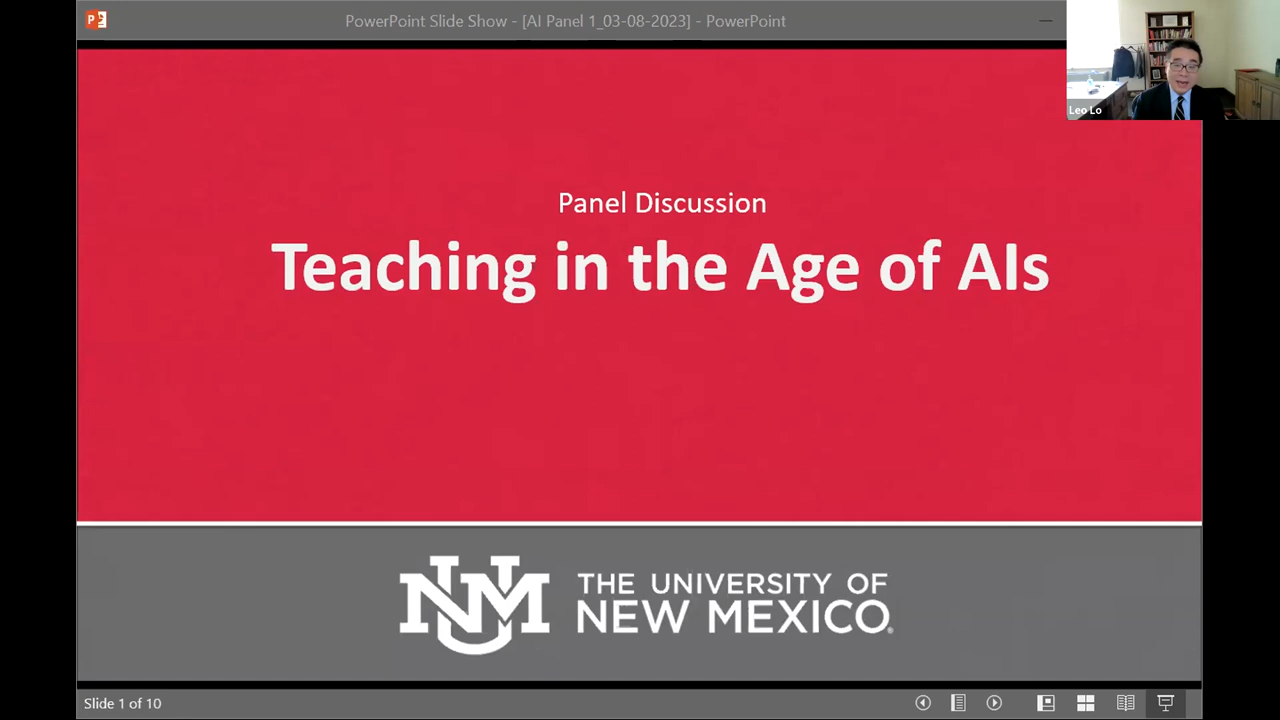 PowerPoint Slide Show - [AI Panel 1_03-08-2023] - PowerPoint
Leo Lo
Panel Discussion
Teaching in the Age of AIs
UNM
THE UNIVERSITY OF
NEW MEXICO®
Slide 1 of 10